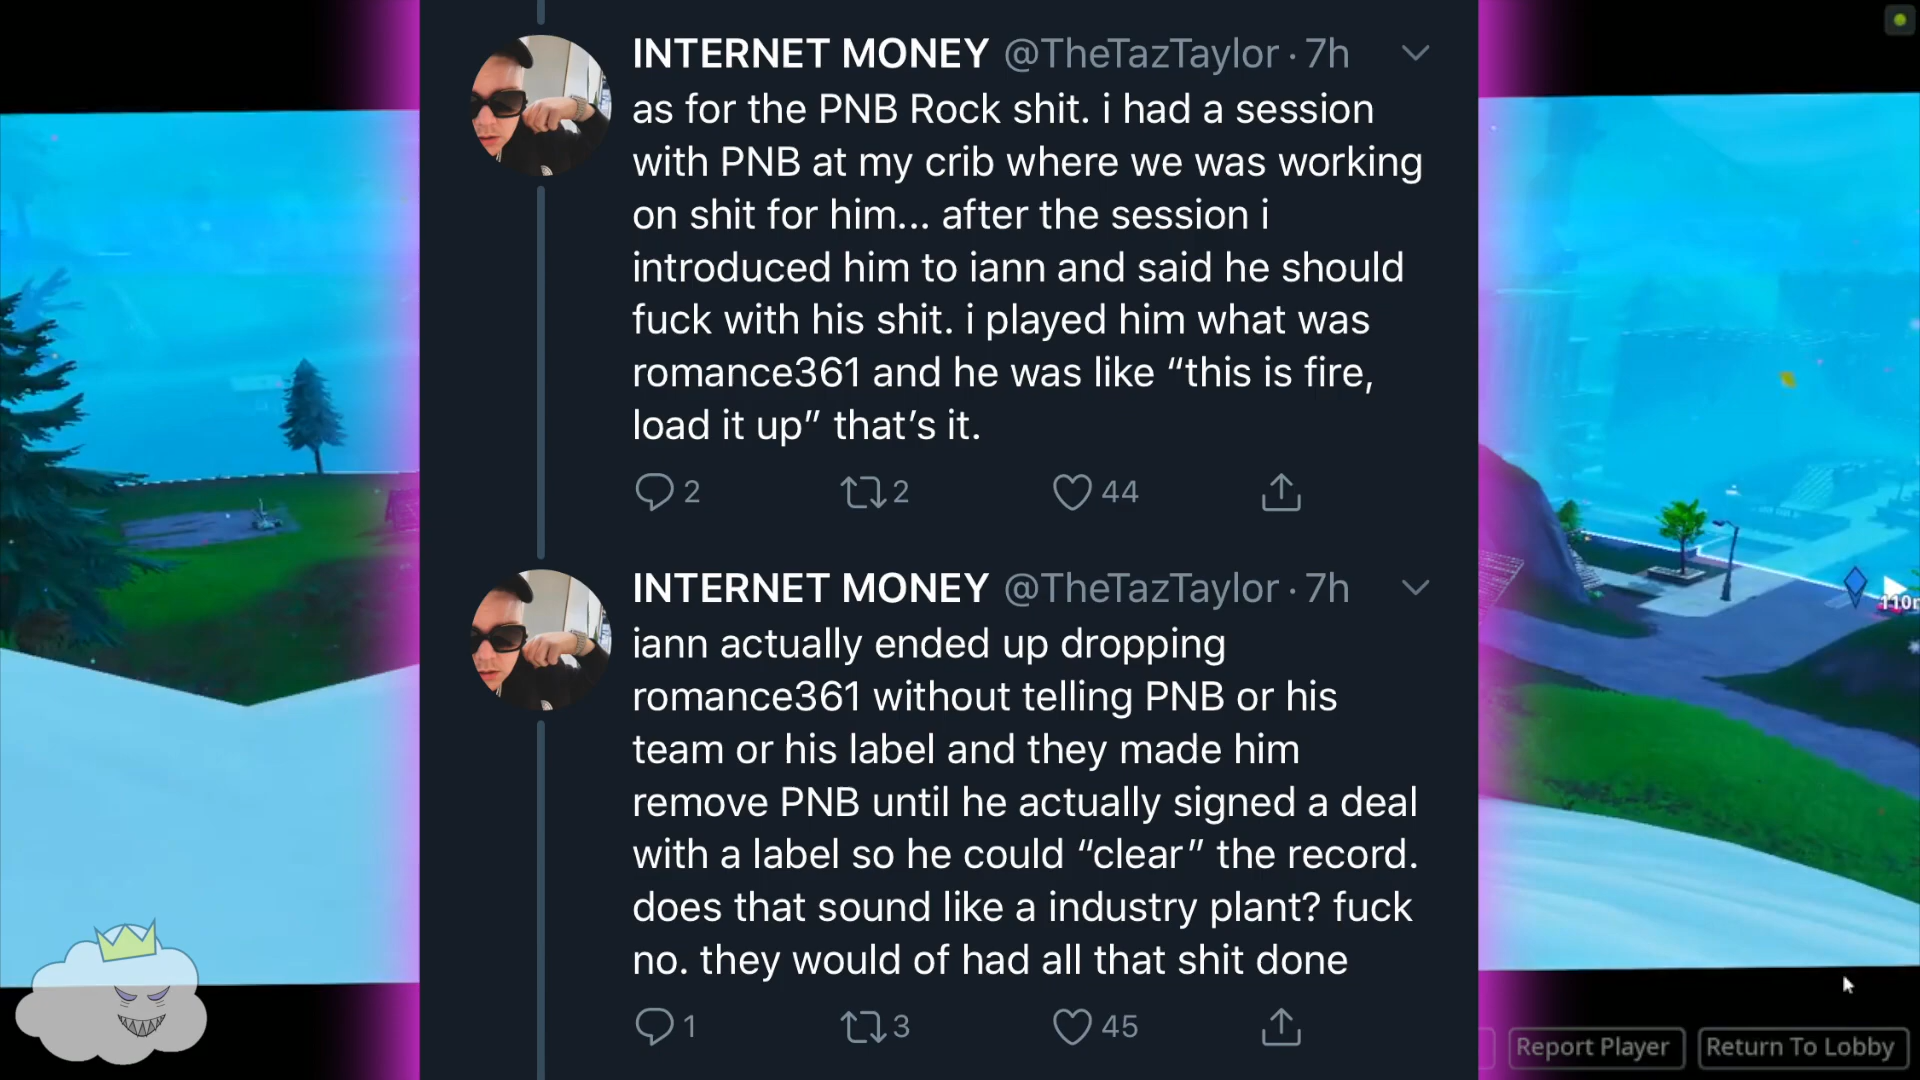 INTERNET MONEY @TheTazTaylor · 7h
as for the PNB Rock shit. i had a session
with PNB at my crib where we was working
on shit for him... after the session i
introduced him to iann and said he should
fuck with his shit. i played him what was
romance361 and he was like “this is fire,
load it up” that’s it.
2 2 44
INTERNET MONEY @TheTazTaylor · 7h
iann actually ended up dropping
romance361 without telling PNB or his
team or his label and they made him
remove PNB until he actually signed a deal
with a label so he could “clear” the record.
does that sound like a industry plant? fuck
no. they would of had all that shit done
1 3 45
110m
Report Player Return To Lobby